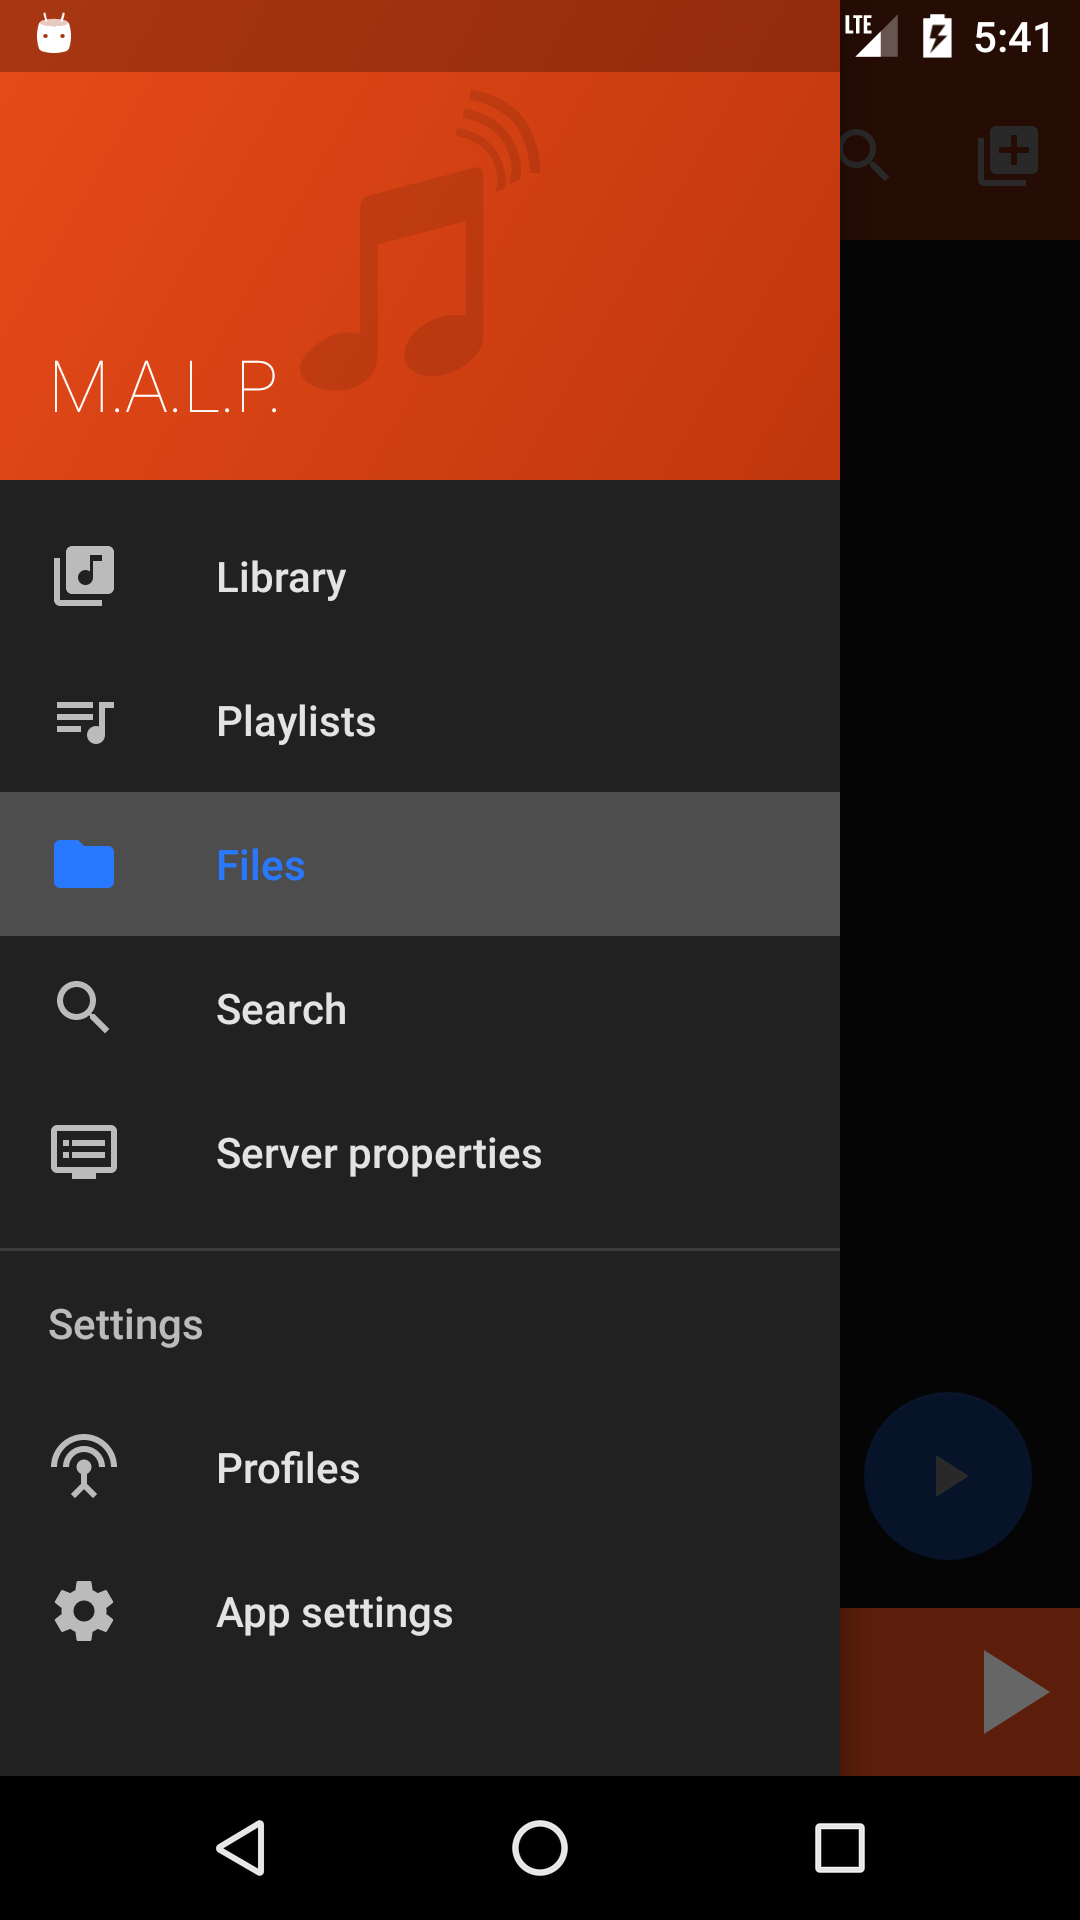 LTE 5:41
M.A.L.P.
Library
Playlists
Files
Search
Server properties
Settings
Profiles
App settings